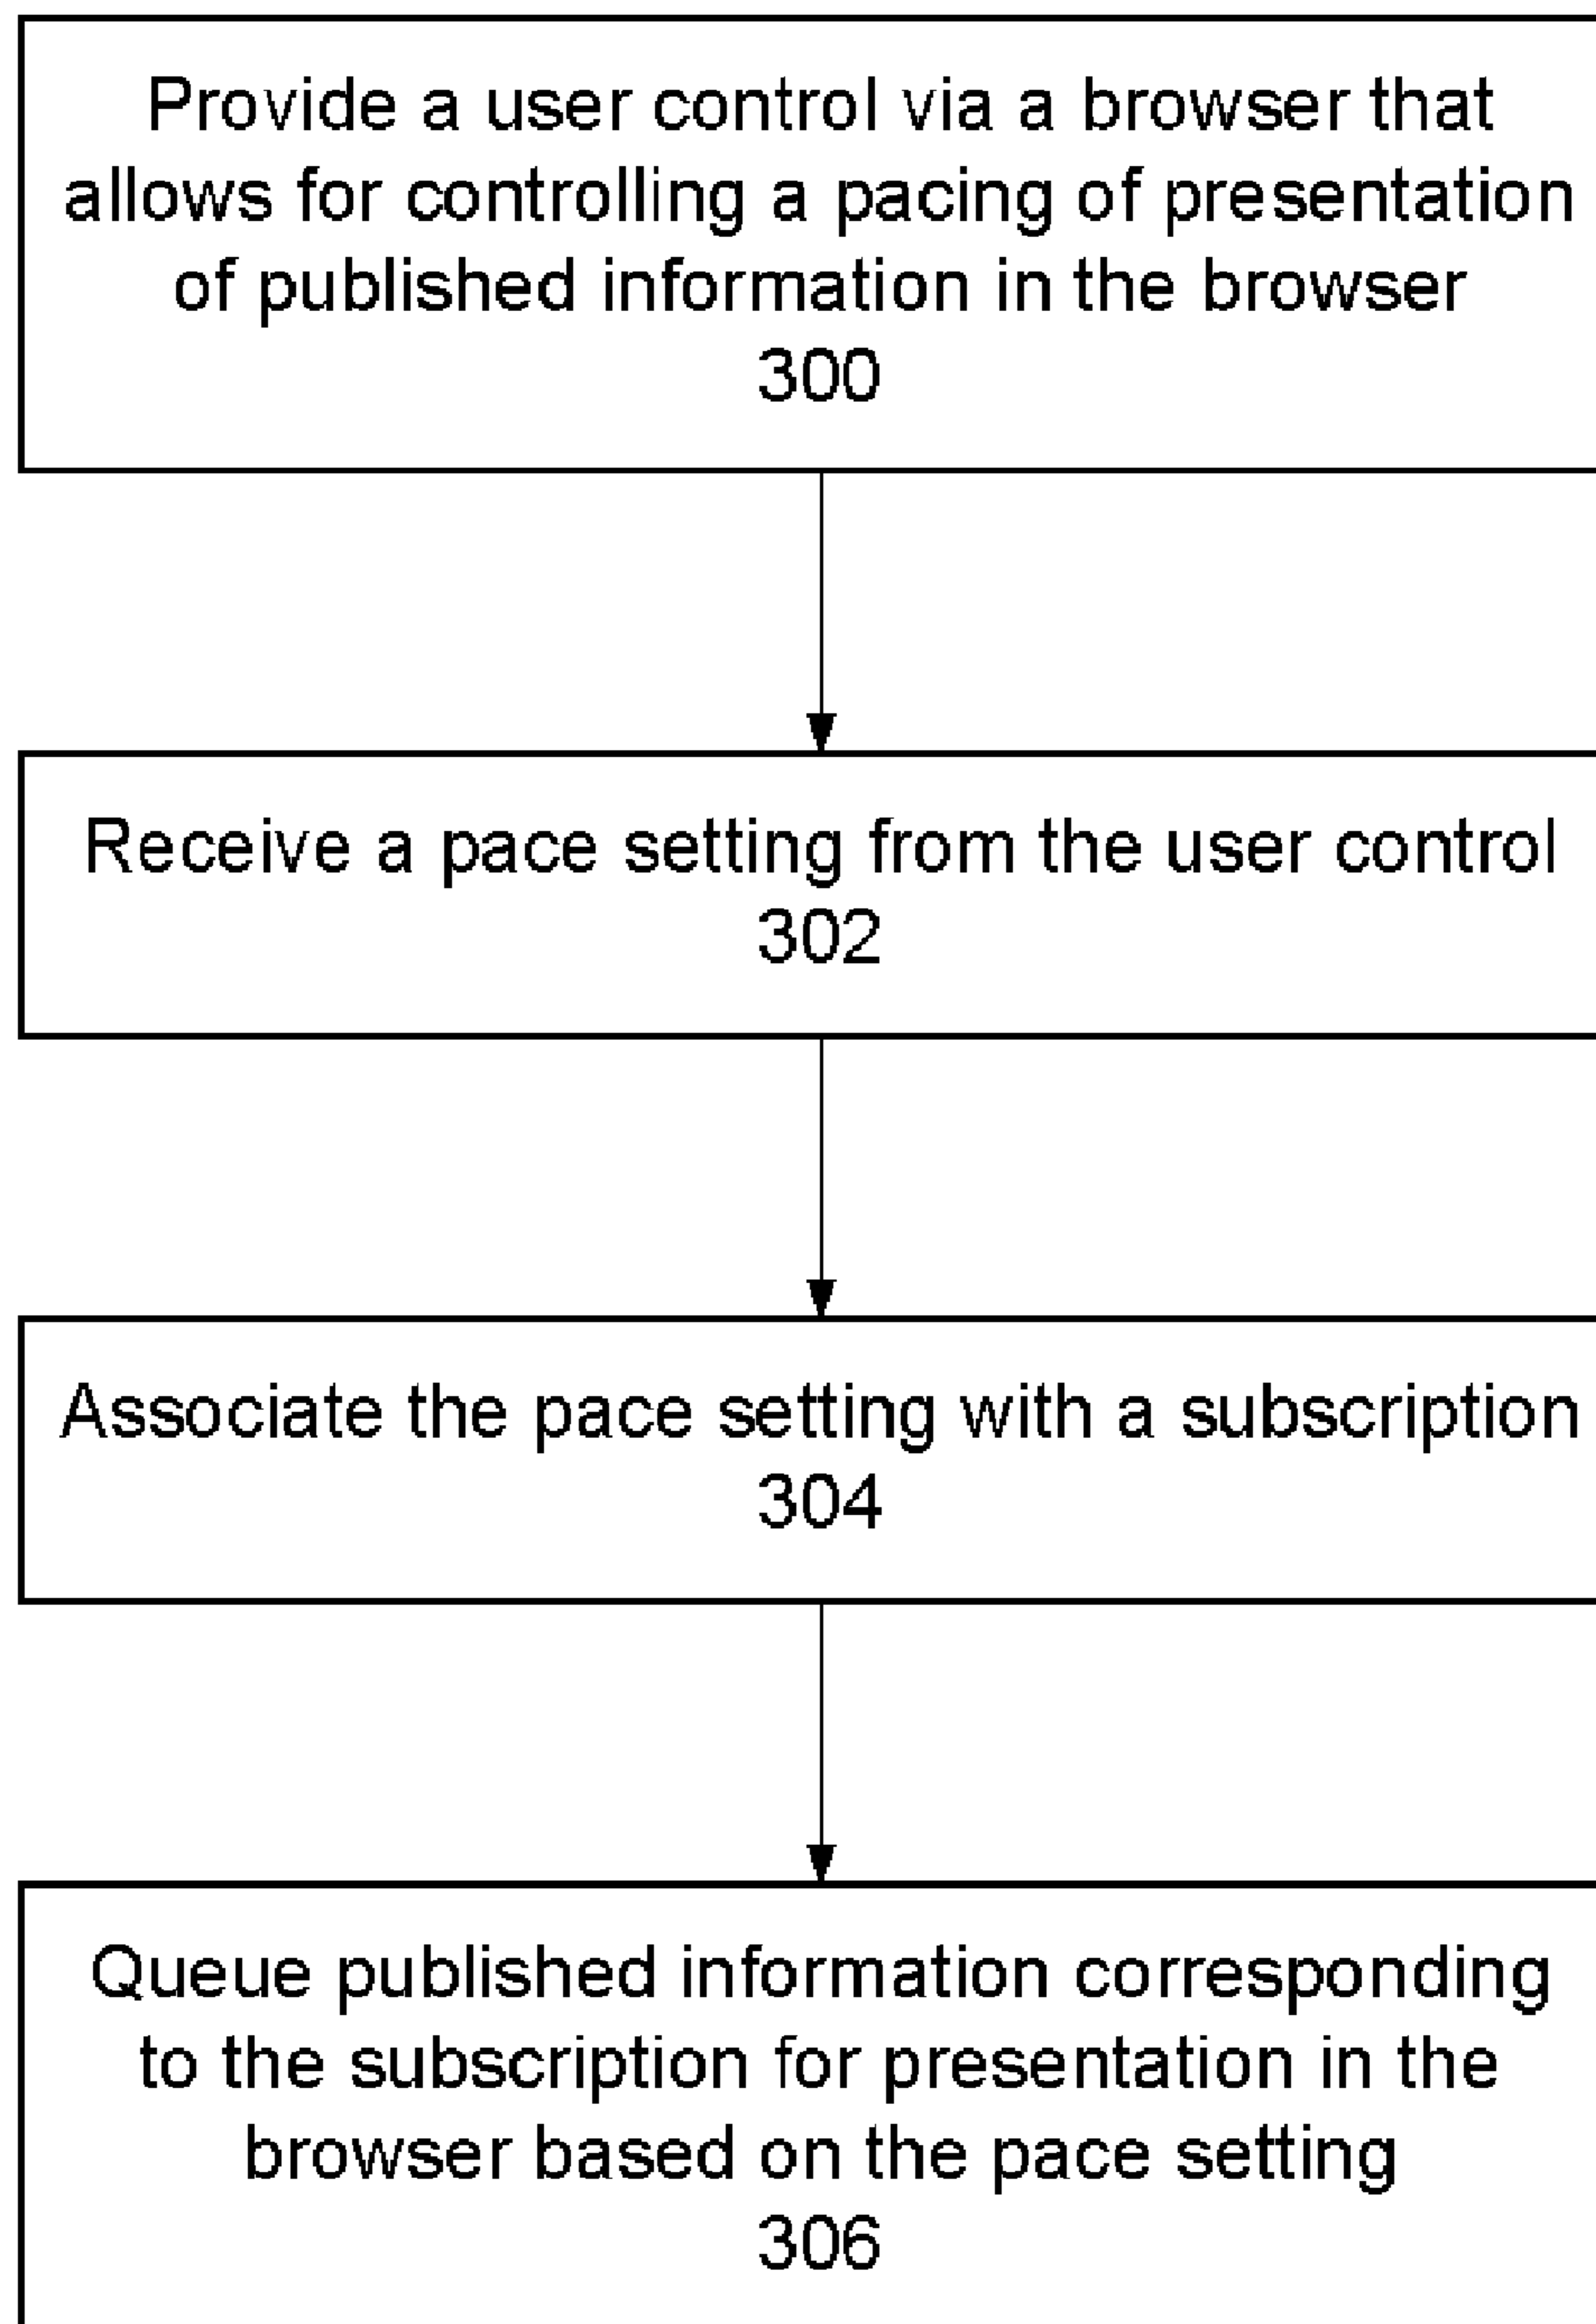 Provide a user control via a browser that
allows for controlling a pacing of presentation
of published information in the browser
300
Receive a pace setting from the user control
302
Associate the pace setting with a subscription
304
Queue published information corresponding
to the subscription for presentation in the
browser based on the pace setting
306